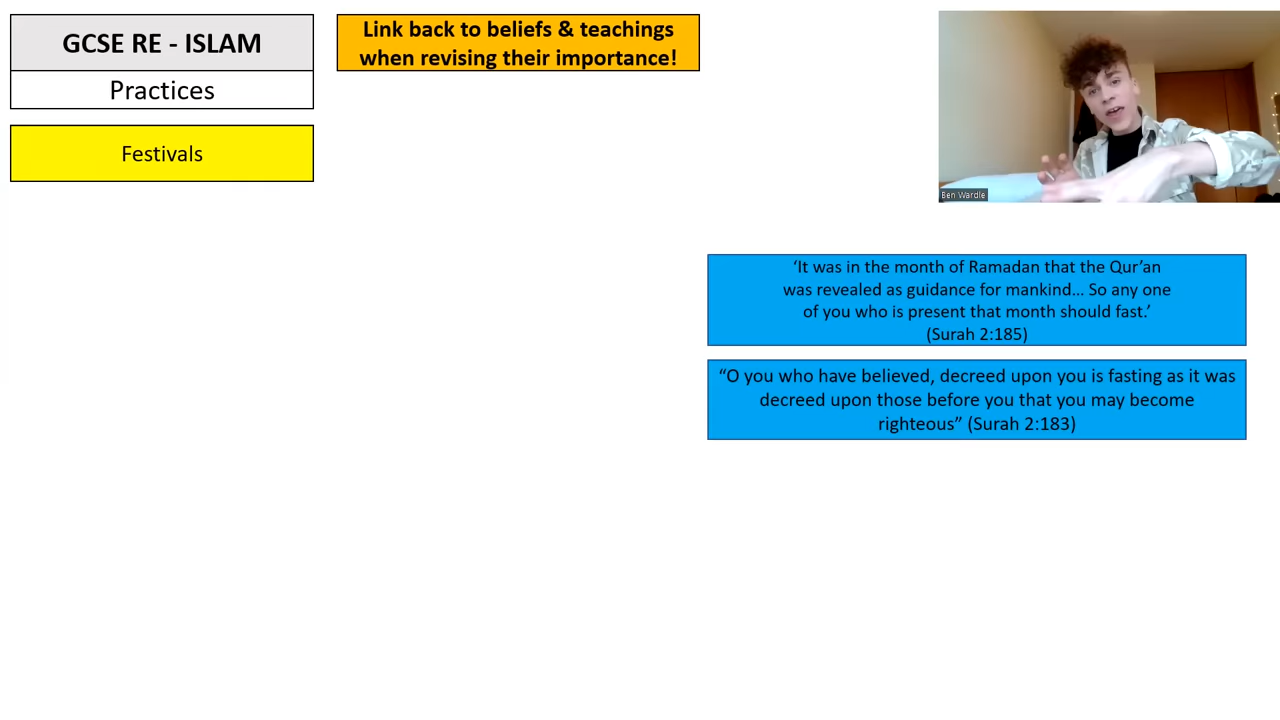 GCSE RE - ISLAM
Practices
Festivals
Link back to beliefs & teachings
when revising their importance!
Ben Wardle
‘It was in the month of Ramadan that the Qur’an
was revealed as guidance for mankind... So any one
of you who is present that month should fast.’
(Surah 2:185)
“O you who have believed, decreed upon you is fasting as it was
decreed upon those before you that you may become
righteous” (Surah 2:183)